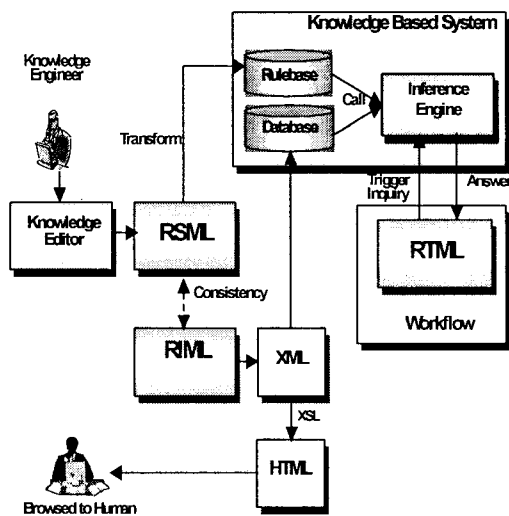 Knowledge Based System
Knowledge
Engineer
Rulebase
Call
Inference
Engine
Database
Transform
Trigger
Inquiry
Answer
Knowledge
Editor
RSML
RTML
Workflow
Consistency
RIML
XML
XSL
HTML
Browsed to Human